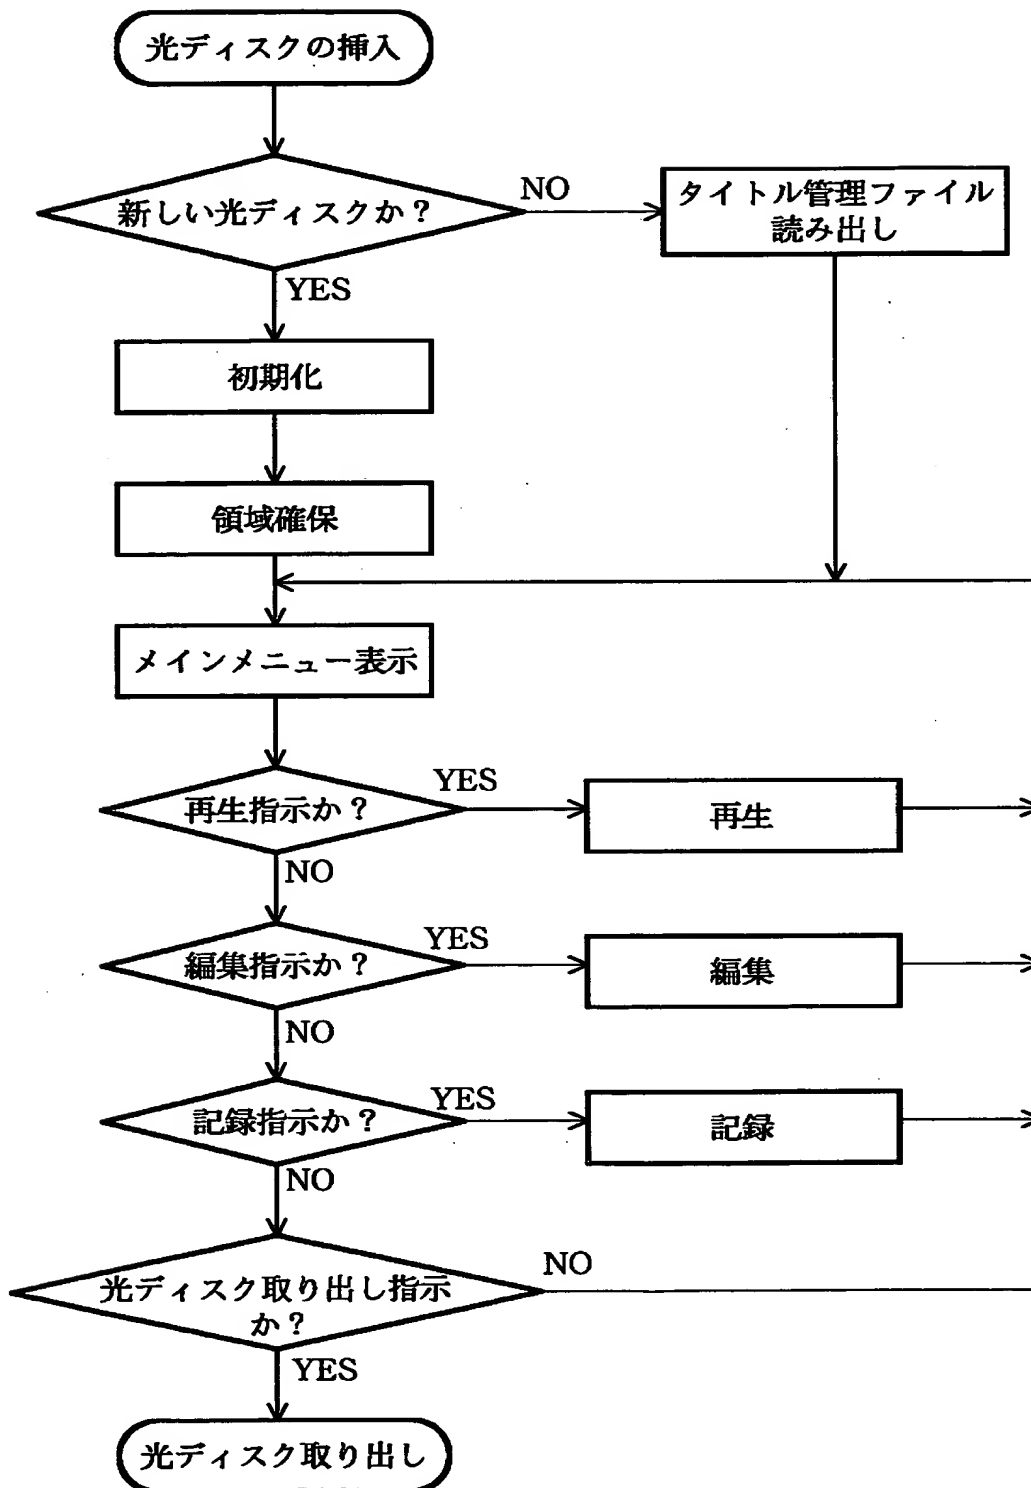 光ディスクの挿入
新しい光ディスクか？
NO
タイトル管理ファイル
読み出し
YES
初期化
領域確保
メインメニュー表示
再生指示か？
YES
再生
NO
編集指示か？
YES
編集
NO
記録指示か？
YES
記録
NO
光ディスク取り出し指示
か？
NO
YES
光ディスク取り出し